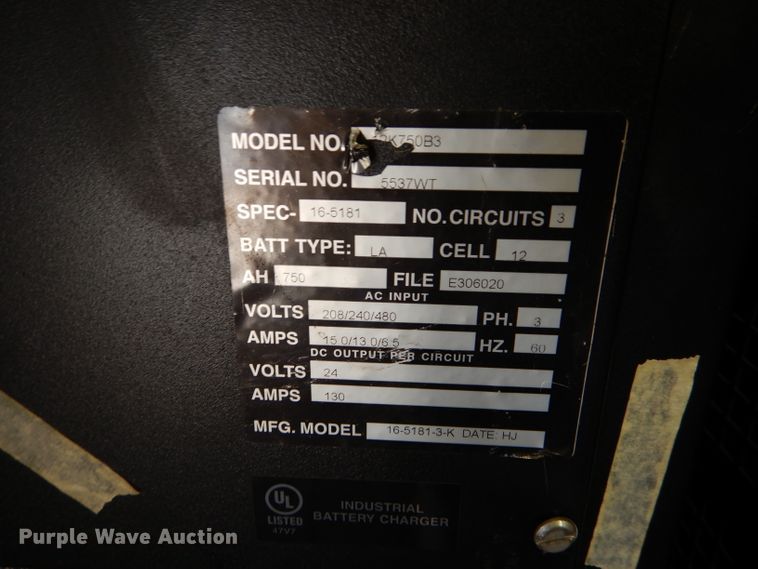 MODEL NO. 2K750B3
SERIAL NO. 5537WT
SPEC- 16-5181 NO. CIRCUITS 3
BATT TYPE: LA CELL 12
AH 750 FILE E306020
AC INPUT
VOLTS 208/240/480 PH. 3
AMPS 15.0/13.0/6.5 HZ. 60
DC OUTPUT PER CIRCUIT
VOLTS 24
AMPS 130
MFG. MODEL 16-5181-3-K DATE: HJ
UL
LISTED
47V7
INDUSTRIAL
BATTERY CHARGER
Purple Wave Auction